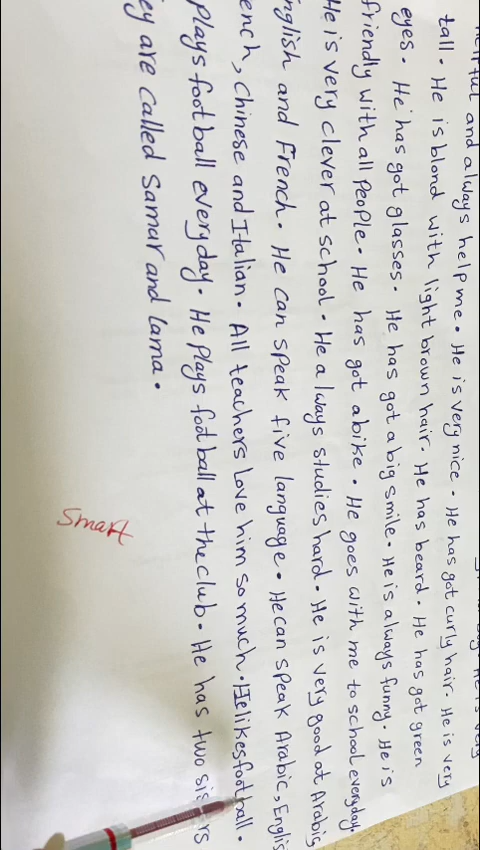 and always help me. He is very nice. He has got curly hair. He is very
tall. He is blond with light brown hair. He has beard. He has got green
eyes. He has got glasses. He has got a big smile. He is always funny. He is
friendly with all people. He has got a bike. He goes with me to school everyday.
He is very clever at school. He always studies hard. He is very good at Arabic,
nglish and French. He can speak five language. He can speak Arabic, Englis
ench, chinese and Italian. All teachers Love him so much. He likes football.
plays football everyday. He plays football at the club. He has two
ey are called Samar and Lama.
Smart